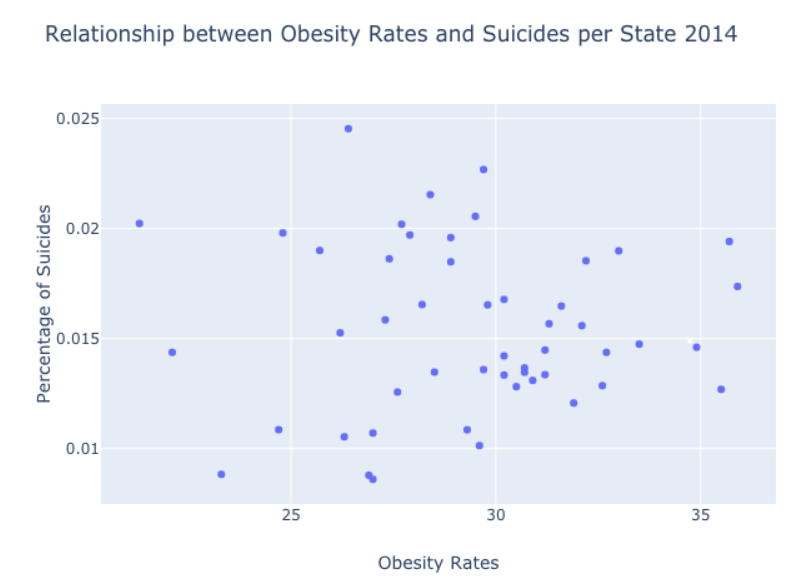 Relationship between Obesity Rates and Suicides per State 2014
0.025
0.02
0.015
0.01
Percentage of Suicides
25 30 35
Obesity Rates